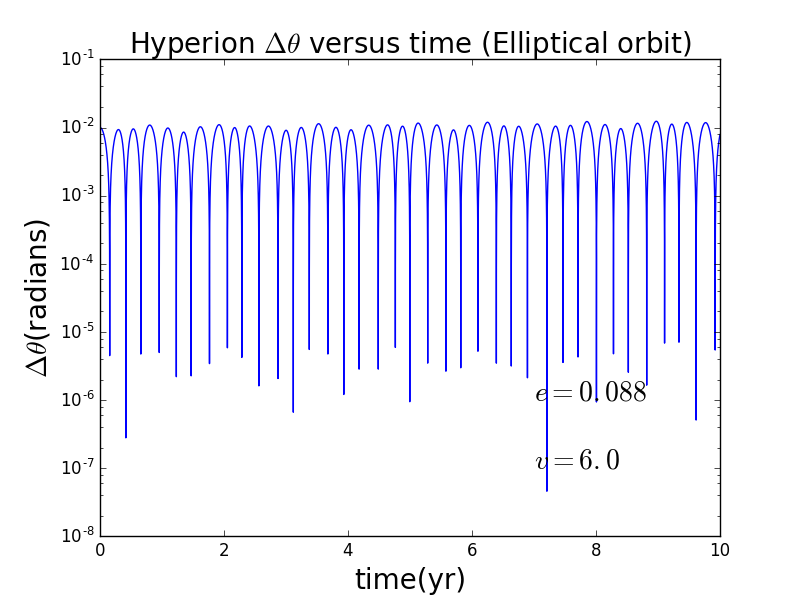 Hyperion Δθ versus time (Elliptical orbit)
10^-1
10^-2
10^-3
10^-4
10^-5
10^-6
10^-7
10^-8
Δθ(radians)
e = 0.088
v = 6.0
0 2 4 6 8 10
time(yr)